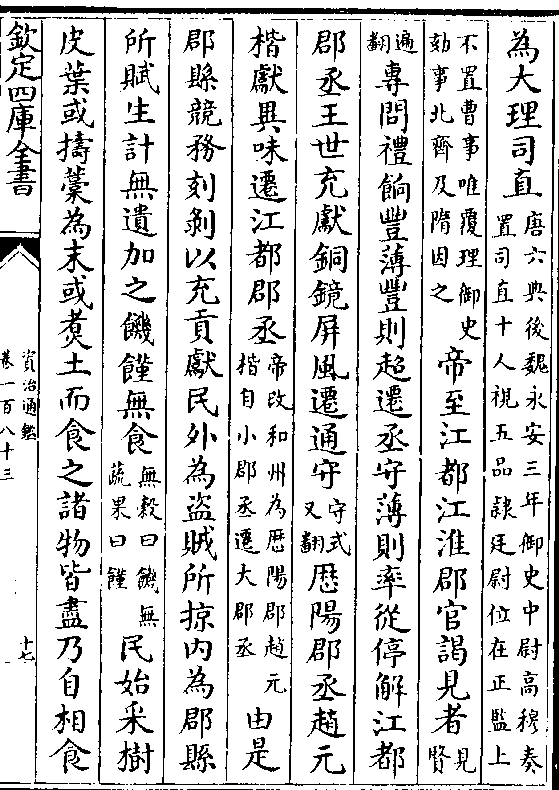 為大理司直唐六典後魏永安三年御史中尉高穆奏置司直十人視五品隷廷尉位在正監上
不置曹事唯覆理御史劾事北齊及隋因之帝至江都江淮郡官謁見者見賢
遍翻專問禮餉豐薄豐則超遷丞守薄則率從停解江都
郡丞王世充獻銅鏡屏風遷通守守式又翻歴陽郡丞趙元
楷獻異味遷江都郡丞帝改和州為歴陽郡趙元楷自小郡丞遷大郡丞由是
郡縣競務刻剝以充貢獻民外為盜賊所掠内為郡縣
所賦生計無遺加之饑饉無食無穀曰饑無蔬果曰饉民始采樹
皮葉或擣藁為末或煑土而食之諸物皆盡乃自相食
欽定四庫全書
資治通鑑
卷一百八十三
十七